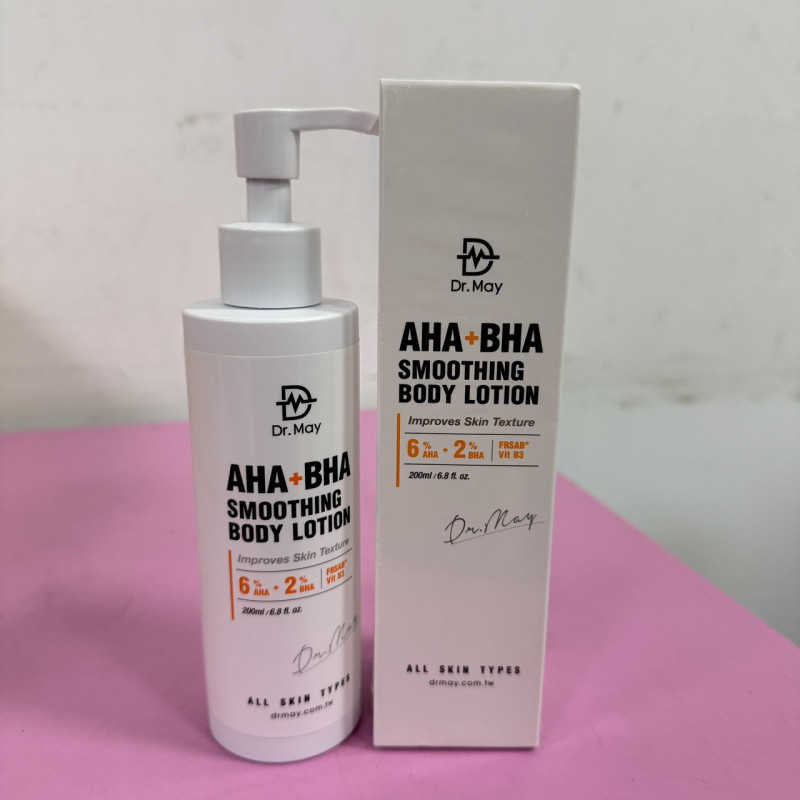 Dr. May
AHA+BHA
SMOOTHING
BODY LOTION
Improves Skin Texture
6% AHA + 2% BHA FRSAB* Vit B3
200ml / 6.8 fl. oz.
Dr. May
ALL SKIN TYPES
drmay.com.tw
Dr. May
AHA+BHA
SMOOTHING
BODY LOTION
Improves Skin Texture
6% AHA + 2% BHA FRSAB* Vit B3
200ml / 6.8 fl. oz.
Dr. May
ALL SKIN TYPES
drmay.com.tw